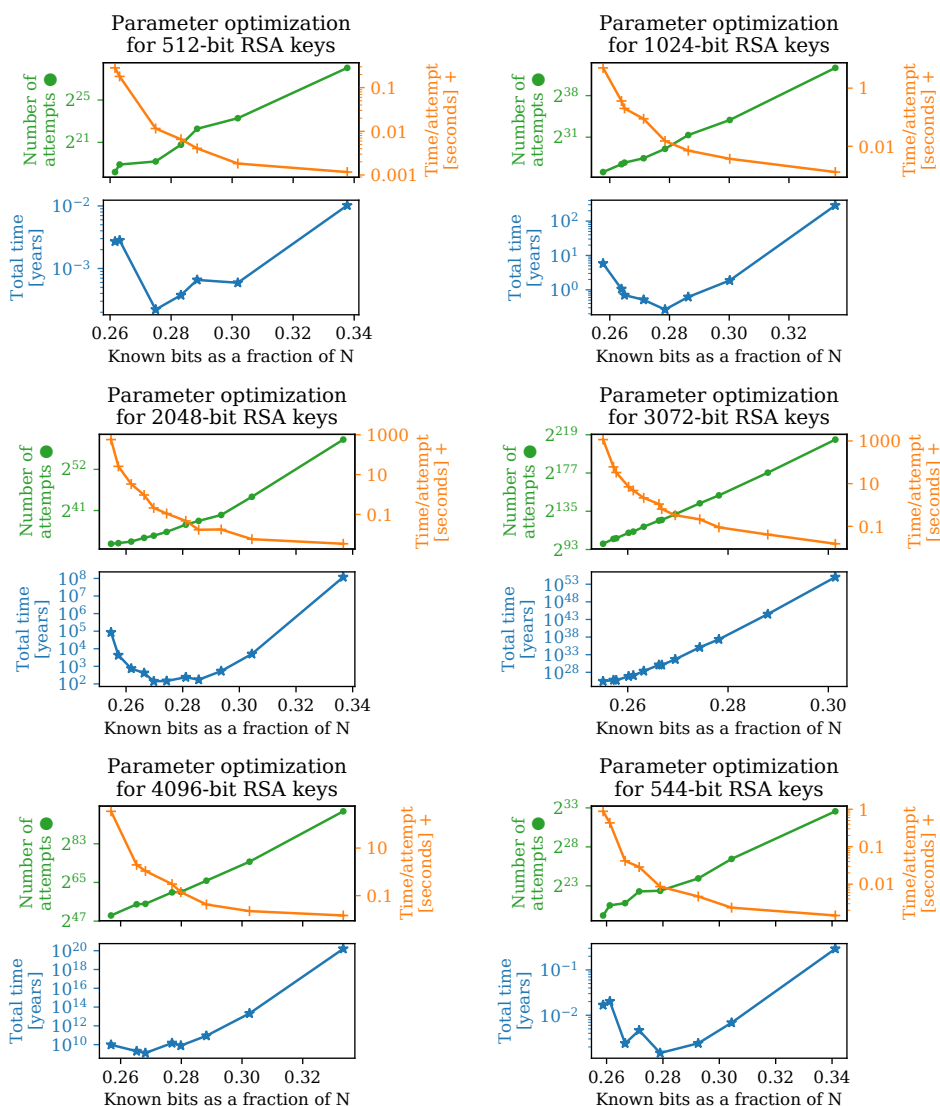 Parameter optimization
for 512-bit RSA keys
Number of
attempts
2^25
2^21
0.1
0.01
0.001
Time/attempt
[seconds] +
Total time
[years]
10^−2
10^−3
0.26 0.28 0.30 0.32 0.34
Known bits as a fraction of N
Parameter optimization
for 1024-bit RSA keys
Number of
attempts
2^38
2^31
1
0.01
Time/attempt
[seconds] +
Total time
[years]
10^2
10^1
10^0
0.26 0.28 0.30 0.32
Known bits as a fraction of N
Parameter optimization
for 2048-bit RSA keys
Number of
attempts
2^52
2^41
1000
10
0.1
Time/attempt
[seconds] +
Total time
[years]
10^8
10^7
10^6
10^5
10^4
10^3
10^2
0.26 0.28 0.30 0.32 0.34
Known bits as a fraction of N
Parameter optimization
for 3072-bit RSA keys
Number of
attempts
2^219
2^177
2^135
2^93
1000
10
0.1
Time/attempt
[seconds] +
Total time
[years]
10^53
10^48
10^43
10^38
10^33
10^28
0.26 0.28 0.30
Known bits as a fraction of N
Parameter optimization
for 4096-bit RSA keys
Number of
attempts
2^83
2^65
2^47
10
0.1
Time/attempt
[seconds] +
Total time
[years]
10^20
10^18
10^16
10^14
10^12
10^10
0.26 0.28 0.30 0.32
Known bits as a fraction of N
Parameter optimization
for 544-bit RSA keys
Number of
attempts
2^33
2^28
2^23
1
0.1
0.01
Time/attempt
[seconds] +
Total time
[years]
10^−1
10^−2
0.26 0.28 0.30 0.32 0.34
Known bits as a fraction of N